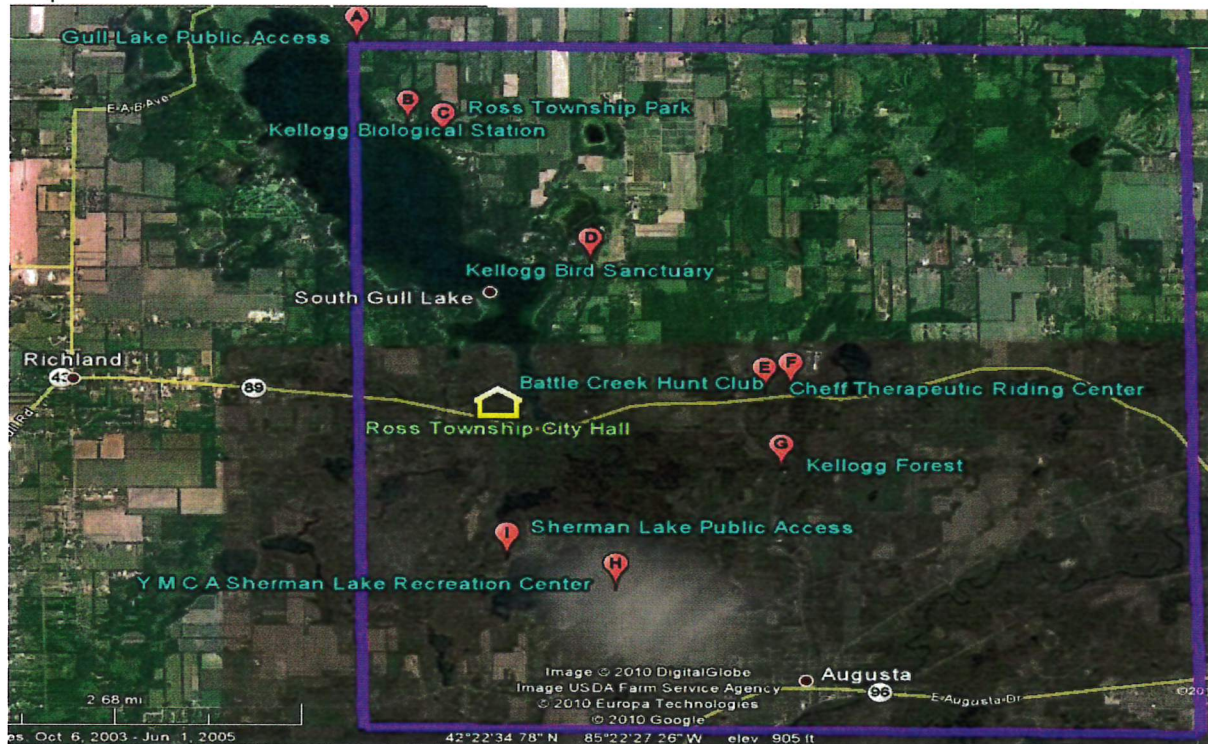 A
Gull Lake Public Access
E A B Ave
B
C
Ross Township Park
Kellogg Biological Station
D
Kellogg Bird Sanctuary
South Gull Lake
Richland
43
89
E
F
Battle Creek Hunt Club
Cheff Therapeutic Riding Center
Ross Township City Hall
G
Kellogg Forest
I
Sherman Lake Public Access
H
Y M C A Sherman Lake Recreation Center
Image © 2010 DigitalGlobe
Image USDA Farm Service Agency
© 2010 Europa Technologies
© 2010 Google
Augusta
96
E Augusta Dr
2.68 mi
Oct 6, 2003 - Jun 1, 2005
42°22'34.78" N 85°22'27.26" W elev 905 ft